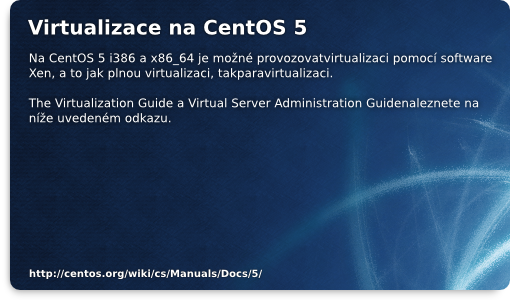 Virtualizace na CentOS 5
Na CentOS 5 i386 a x86_64 je možné provozovatvirtualizaci pomocí software
Xen, a to jak plnou virtualizaci, takparavirtualizaci.
The Virtualization Guide a Virtual Server Administration Guidenaleznete na
níže uvedeném odkazu.
http://centos.org/wiki/cs/Manuals/Docs/5/